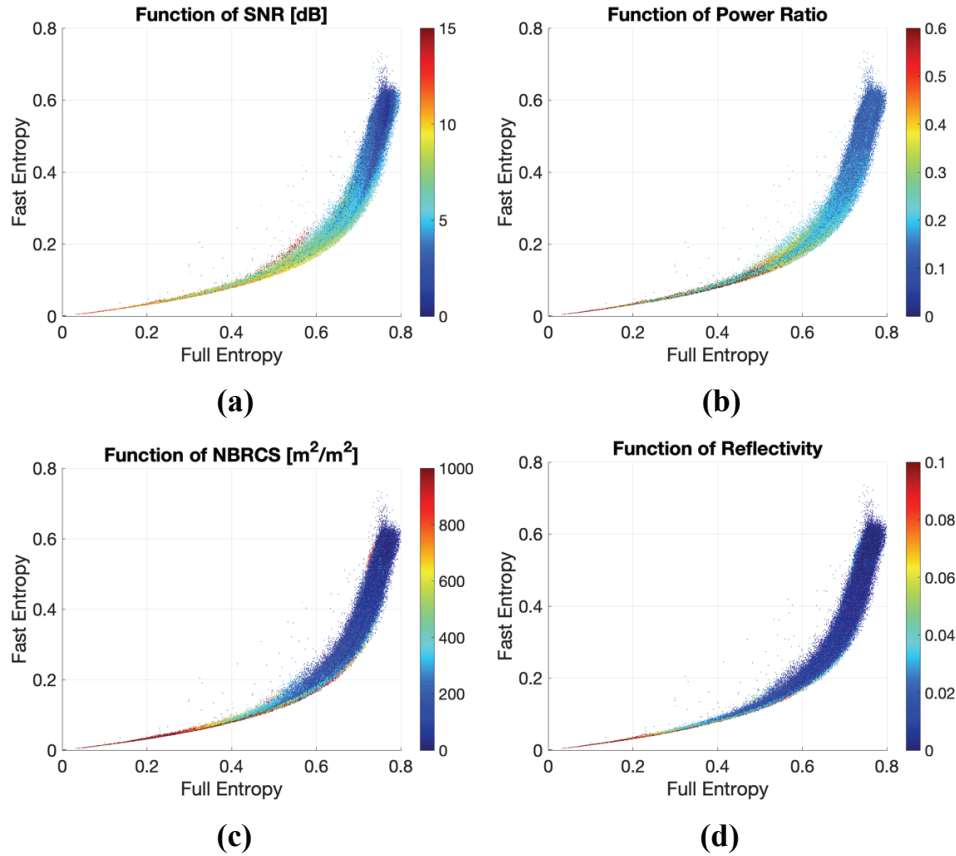 Function of SNR [dB]
0.8
0.6
0.4
0.2
0
Fast Entropy
0 0.2 0.4 0.6 0.8
Full Entropy
15
10
5
0
(a)
Function of Power Ratio
0.8
0.6
0.4
0.2
0
Fast Entropy
0 0.2 0.4 0.6 0.8
Full Entropy
0.6
0.5
0.4
0.3
0.2
0.1
0
(b)
Function of NBRCS [m²/m²]
0.8
0.6
0.4
0.2
0
Fast Entropy
0 0.2 0.4 0.6 0.8
Full Entropy
1000
800
600
400
200
0
(c)
Function of Reflectivity
0.8
0.6
0.4
0.2
0
Fast Entropy
0 0.2 0.4 0.6 0.8
Full Entropy
0.1
0.08
0.06
0.04
0.02
0
(d)